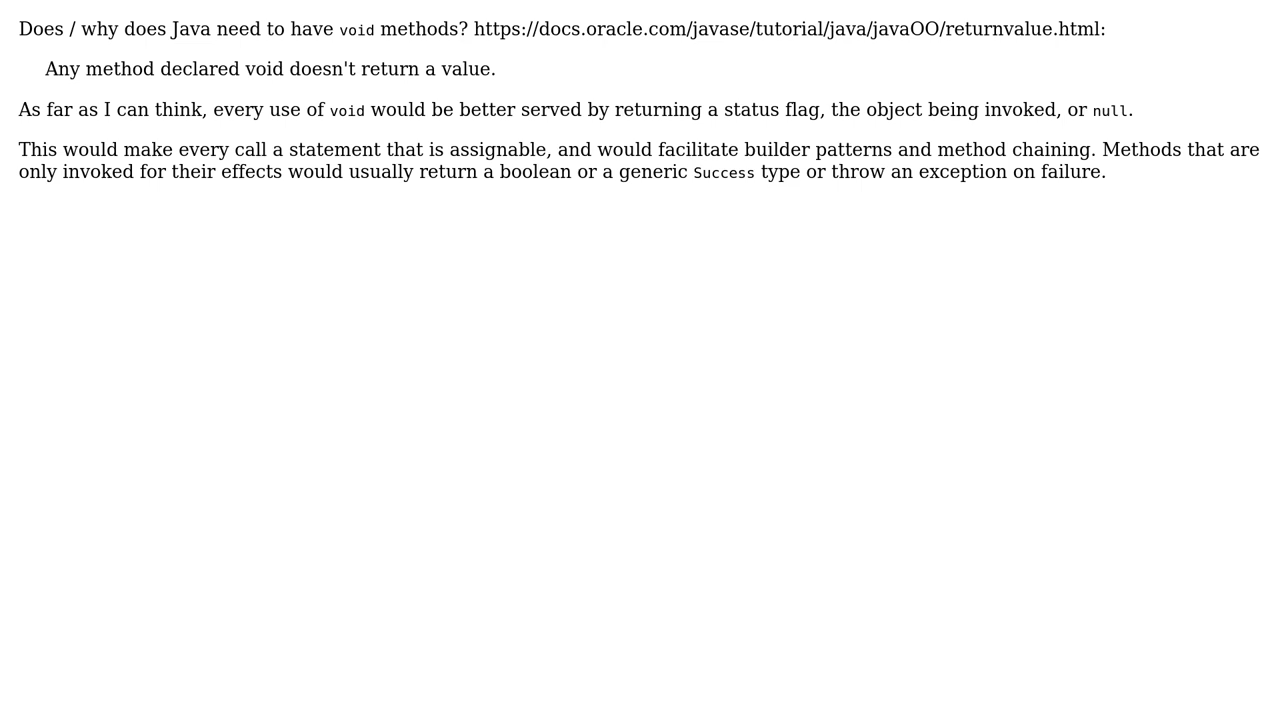 Does / why does Java need to have void methods? https://docs.oracle.com/javase/tutorial/java/javaOO/returnvalue.html:
Any method declared void doesn't return a value.
As far as I can think, every use of void would be better served by returning a status flag, the object being invoked, or null.
This would make every call a statement that is assignable, and would facilitate builder patterns and method chaining. Methods that are
only invoked for their effects would usually return a boolean or a generic Success type or throw an exception on failure.